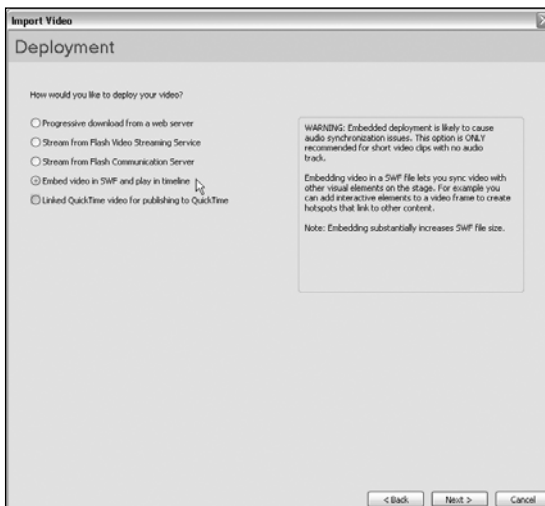 Import Video
Deployment
How would you like to deploy your video?
Progressive download from a web server
Stream from Flash Video Streaming Service
Stream from Flash Communication Server
Embed video in SWF and play in timeline
Linked QuickTime video for publishing to QuickTime
WARNING: Embedded deployment is likely to cause
audio synchronization issues. This option is ONLY
recommended for short video clips with no audio
track.
Embedding video in a SWF file lets you sync video with
other visual elements on the stage. For example you
can add interactive elements to a video frame to create
hotspots that link to other content.
Note: Embedding substantially increases SWF file size.
< Back
Next >
Cancel